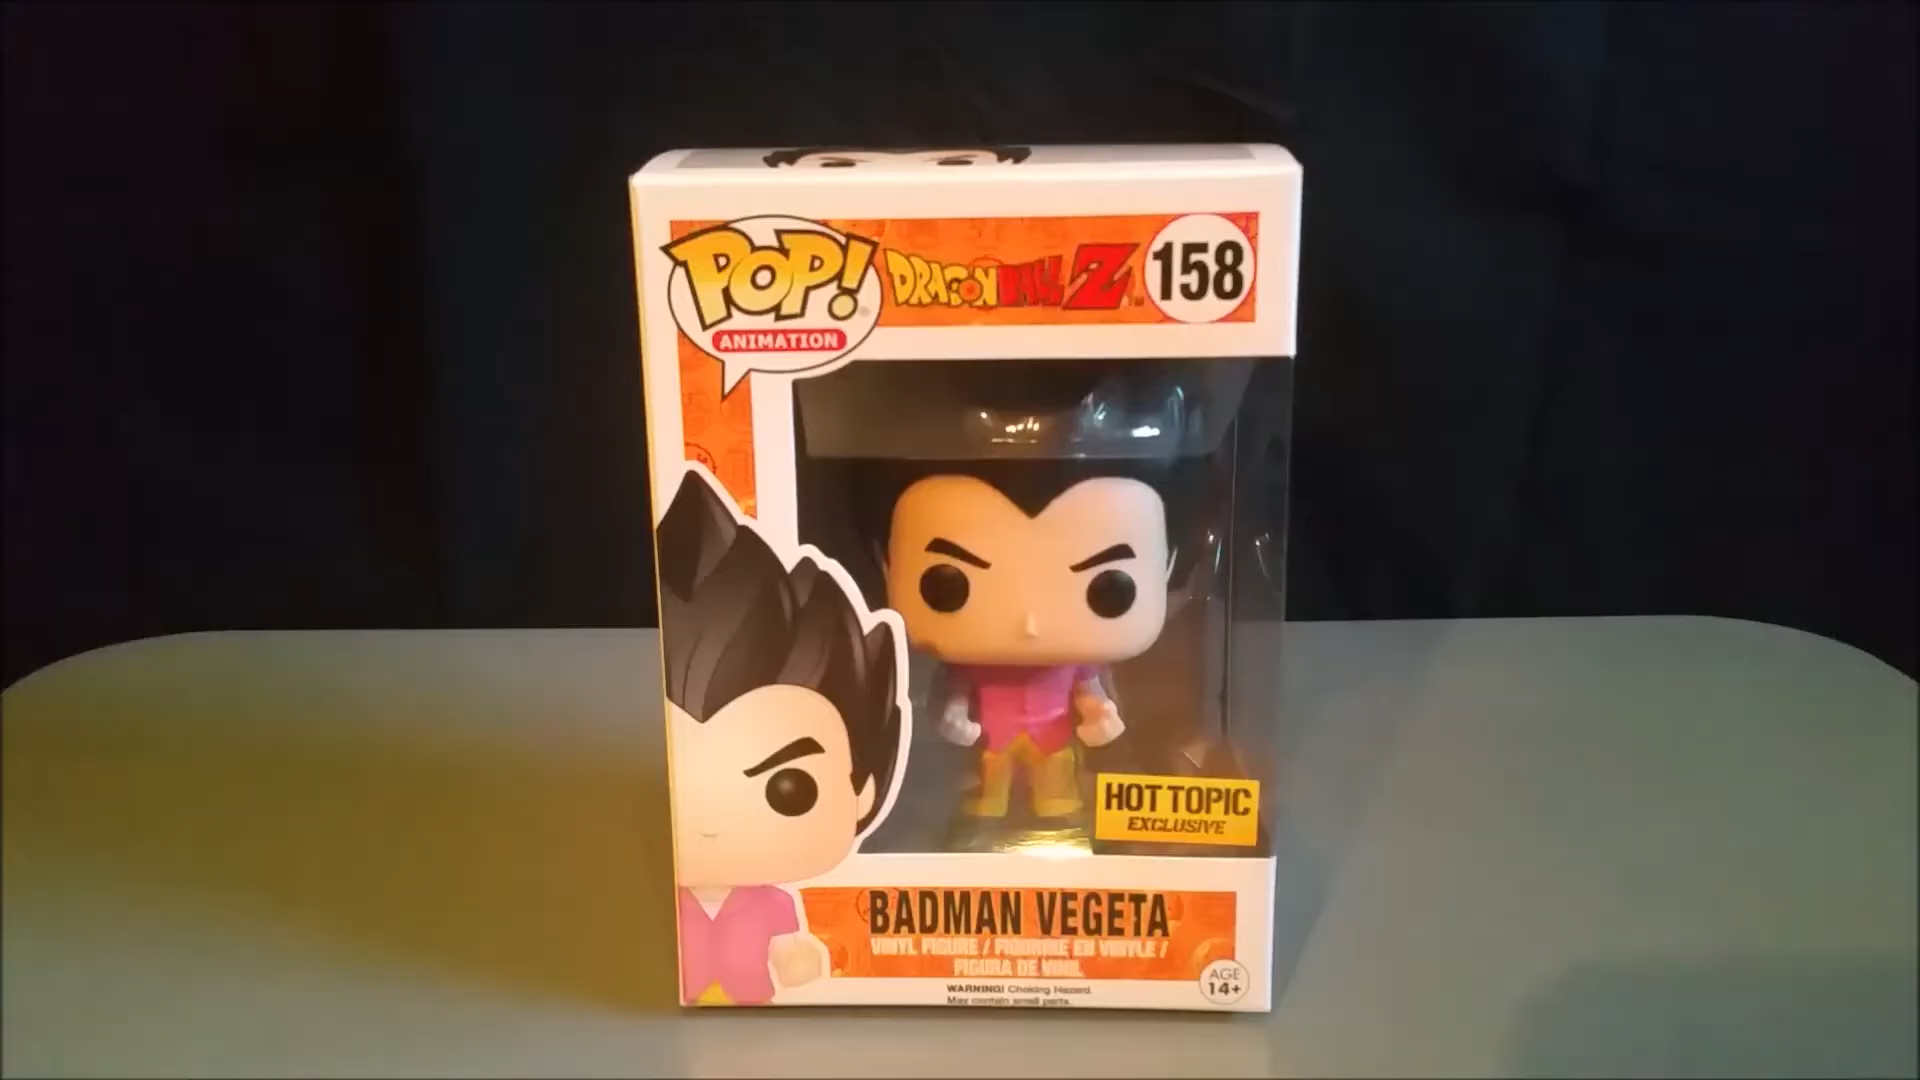 POP!
ANIMATION
DRAGON BALL Z
158
HOT TOPIC
EXCLUSIVE
BADMAN VEGETA
VINYL FIGURE / FIGURINE EN VINYLE /
FIGURA DE VINIL
WARNING! Choking Hazard.
May contain small parts.
AGE
14+